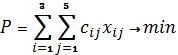 P = ∑_{i=1}^{3} ∑_{j=1}^{5} c_{ij} x_{ij} → min